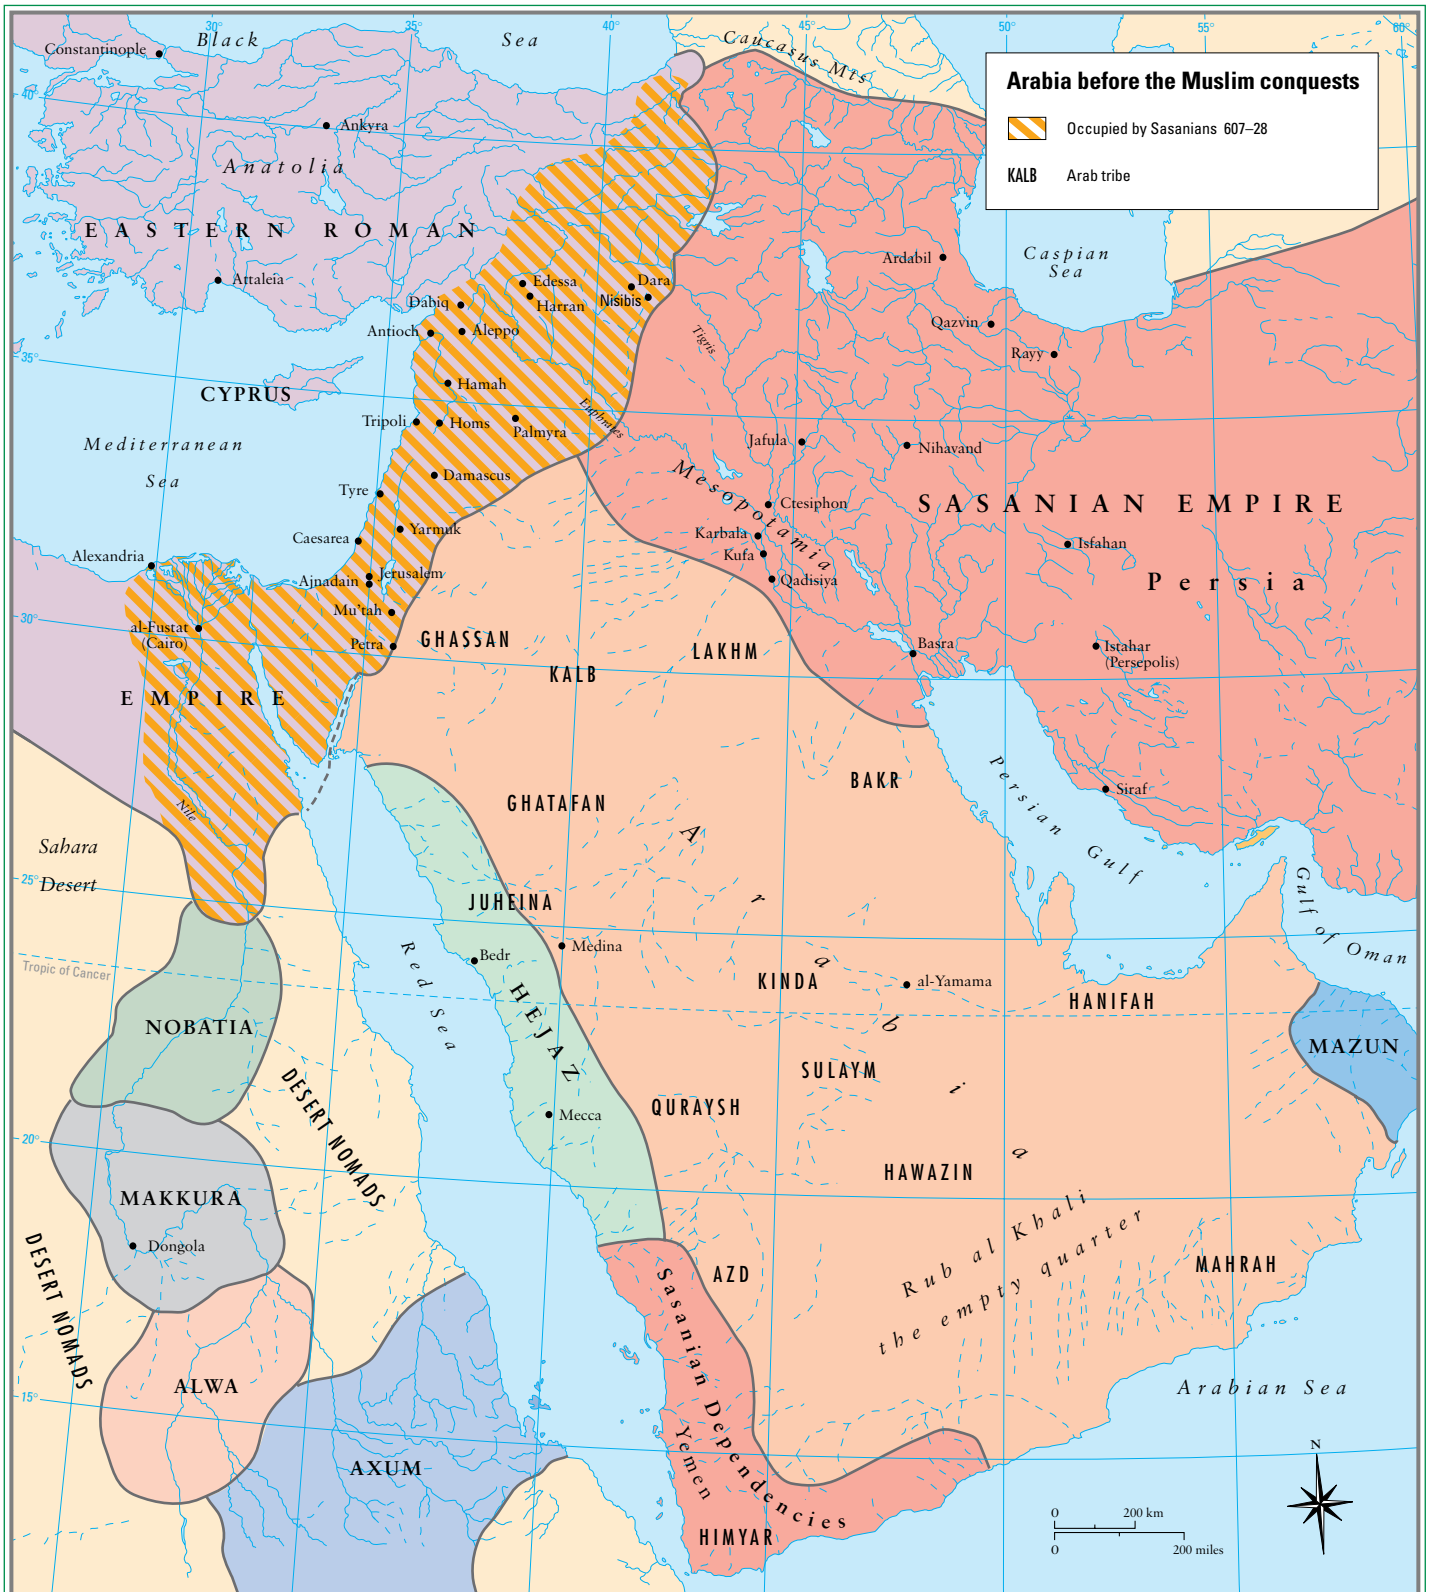 30°
35°
40°
45°
50°
55°
60°
Black Sea
Caucasus Mts
Constantinople
Arabia before the Muslim conquests
Occupied by Sasanians 607–28
KALB Arab tribe
40°
Ankyra
Anatolia
EASTERN ROMAN
Attaleia
Caspian
Sea
Ardabil
Edessa
Dara
Nisibis
Harran
Dabiq
Antioch
Aleppo
Tigris
Qazvin
Rayy
35°
CYPRUS
Hamah
Tripoli
Homs
Palmyra
Euphrates
Mediterranean
Sea
Jafula
Nihavand
Damascus
Mesopotamia
Tyre
Ctesiphon
SASANIAN EMPIRE
Yarmuk
Caesarea
Karbala
Kufa
Isfahan
Alexandria
Jerusalem
Ajnadain
Qadisiya
Persia
Mu'tah
30°
al-Fustat
(Cairo)
Petra
GHASSAN
LAKHM
KALB
Basra
Istahar
(Persepolis)
EMPIRE
BAKR
Persian Gulf
Siraf
Nile
GHATAFAN
Arabia
Sahara
Desert
25°
JUHEINA
Gulf of Oman
Medina
Bedr
Red Sea
Tropic of Cancer
KINDA
al-Yamama
HANIFAH
HEJAZ
NOBATIA
MAZUN
SULAYM
DESERT NOMADS
QURAYSH
Mecca
20°
HAWAZIN
MAKKURA
Dongola
Rub al Khali
the empty quarter
MAHRAH
DESERT NOMADS
AZD
Sasanian Dependencies
ALWA
15°
Arabian Sea
Yemen
AXUM
N
HIMYAR
0 200 km
0 200 miles